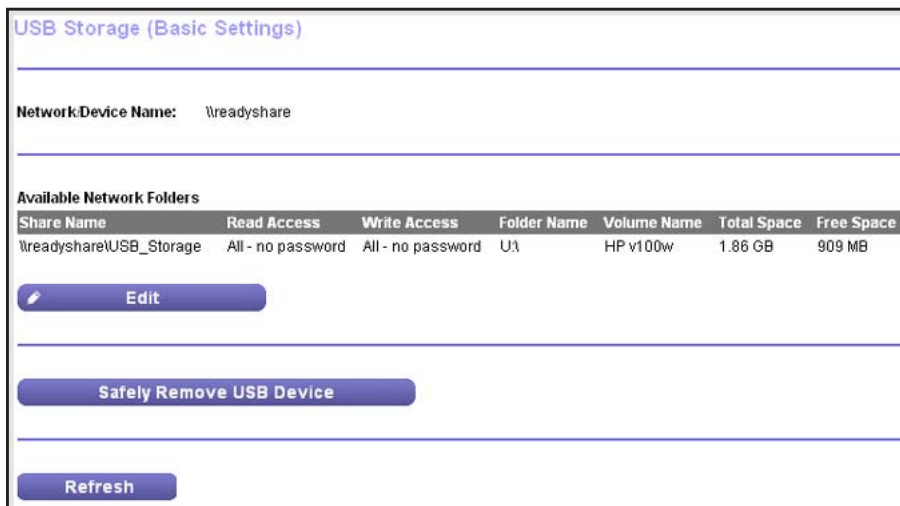 USB Storage (Basic Settings)
Network/Device Name: \\readyshare
Available Network Folders
Share Name Read Access Write Access Folder Name Volume Name Total Space Free Space
\\readyshare\USB_Storage All - no password All - no password U:\ HP v100w 1.86 GB 909 MB
Edit
Safely Remove USB Device
Refresh